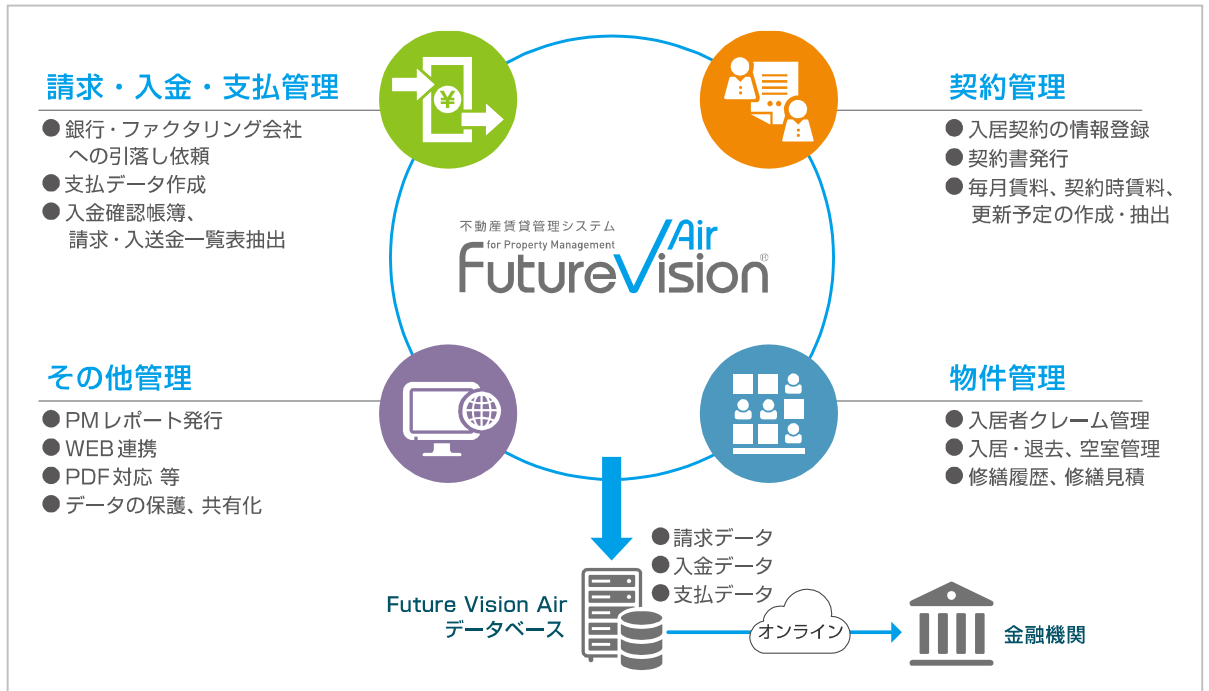 請求・入金・支払管理
● 銀行・ファクタリング会社
への引落し依頼
● 支払データ作成
● 入金確認帳簿、
請求・入送金一覧表抽出
¥
契約管理
● 入居契約の情報登録
● 契約書発行
● 毎月賃料、契約時賃料、
更新予定の作成・抽出
不動産賃貸管理システム
for Property Management
FutureVision® Air
その他管理
● PMレポート発行
● WEB連携
● PDF対応 等
● データの保護、共有化
物件管理
● 入居者クレーム管理
● 入居・退去、空室管理
● 修繕履歴、修繕見積
● 請求データ
● 入金データ
● 支払データ
Future Vision Air
データベース
オンライン
金融機関